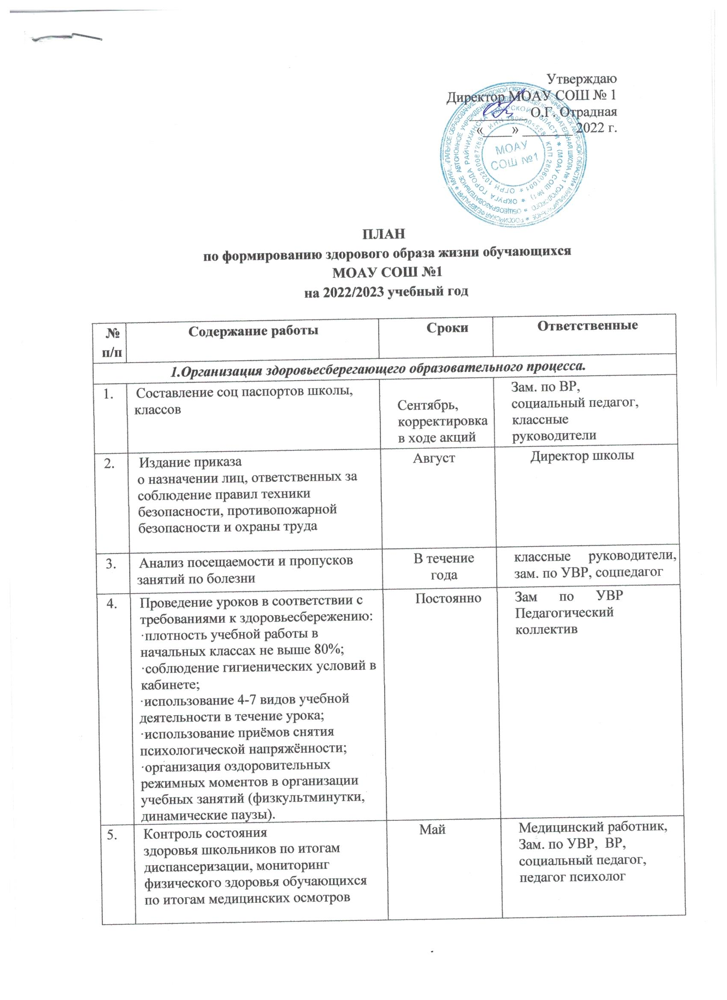 Утверждаю
Директор МОАУ СОШ № 1
О.Г. Отрадная
«____» _______ 2022 г.
МОАУ
СОШ №1
ПЛАН
по формированию здорового образа жизни обучающихся
МОАУ СОШ №1
на 2022/2023 учебный год
№
п/п
Содержание работы
Сроки
Ответственные
1.Организация здоровьесберегающего образовательного процесса.
1.
Составление соц паспортов школы,
классов
Сентябрь,
корректировка
в ходе акций
Зам. по ВР,
социальный педагог,
классные
руководители
2.
Издание приказа
о назначении лиц, ответственных за
соблюдение правил техники
безопасности, противопожарной
безопасности и охраны труда
Август
Директор школы
3.
Анализ посещаемости и пропусков
занятий по болезни
В течение
года
классные руководители,
зам. по УВР, соцпедагог
4.
Проведение уроков в соответствии с
требованиями к здоровьесбережению:
·плотность учебной работы в
начальных классах не выше 80%;
·соблюдение гигиенических условий в
кабинете;
·использование 4-7 видов учебной
деятельности в течение урока;
·использование приёмов снятия
психологической напряжённости;
·организация оздоровительных
режимных моментов в организации
учебных занятий (физкультминутки,
динамические паузы).
Постоянно
Зам по УВР
Педагогический
коллектив
5.
Контроль состояния
здоровья школьников по итогам
диспансеризации, мониторинг
физического здоровья обучающихся
по итогам медицинских осмотров
Май
Медицинский работник,
Зам. по УВР, ВР,
социальный педагог,
педагог психолог